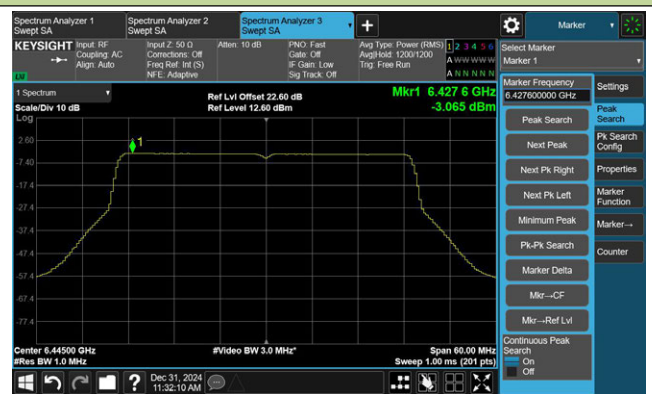 Spectrum Analyzer 1
Swept SA
Spectrum Analyzer 2
Swept SA
Spectrum Analyzer 3
Swept SA
+
Marker
KEYSIGHT
Input: RF
Coupling: AC
Align: Auto
Input Z: 50 Ω
Corrections: Off
Freq Ref: Int (S)
NFE: Adaptive
Atten: 10 dB
PNO: Fast
Gate: Off
IF Gain: Low
Sig Track: Off
Avg Type: Power (RMS)
Avg|Hold: 1200/1200
Trig: Free Run
1 2 3 4 5 6
A W W W W W
A N N N N N
LVI
Select Marker
Marker 1
1 Spectrum
Scale/Div 10 dB
Log
Ref Lvl Offset 22.60 dB
Ref Level 12.60 dBm
Mkr1 6.427 6 GHz
-3.065 dBm
1
2.60
-7.40
-17.4
-27.4
-37.4
-47.4
-57.4
-67.4
-77.4
Center 6.44500 GHz
#Res BW 1.0 MHz
#Video BW 3.0 MHz*
Span 60.00 MHz
Sweep 1.00 ms (201 pts)
Marker Frequency
6.427600000 GHz
Peak Search
Next Peak
Next Pk Right
Next Pk Left
Minimum Peak
Pk-Pk Search
Marker Delta
Mkr→CF
Mkr→Ref Lvl
Continuous Peak
Search
On
Off
Settings
Peak
Search
Pk Search
Config
Properties
Marker
Function
Marker→
Counter
?
Dec 31, 2024
11:32:10 AM